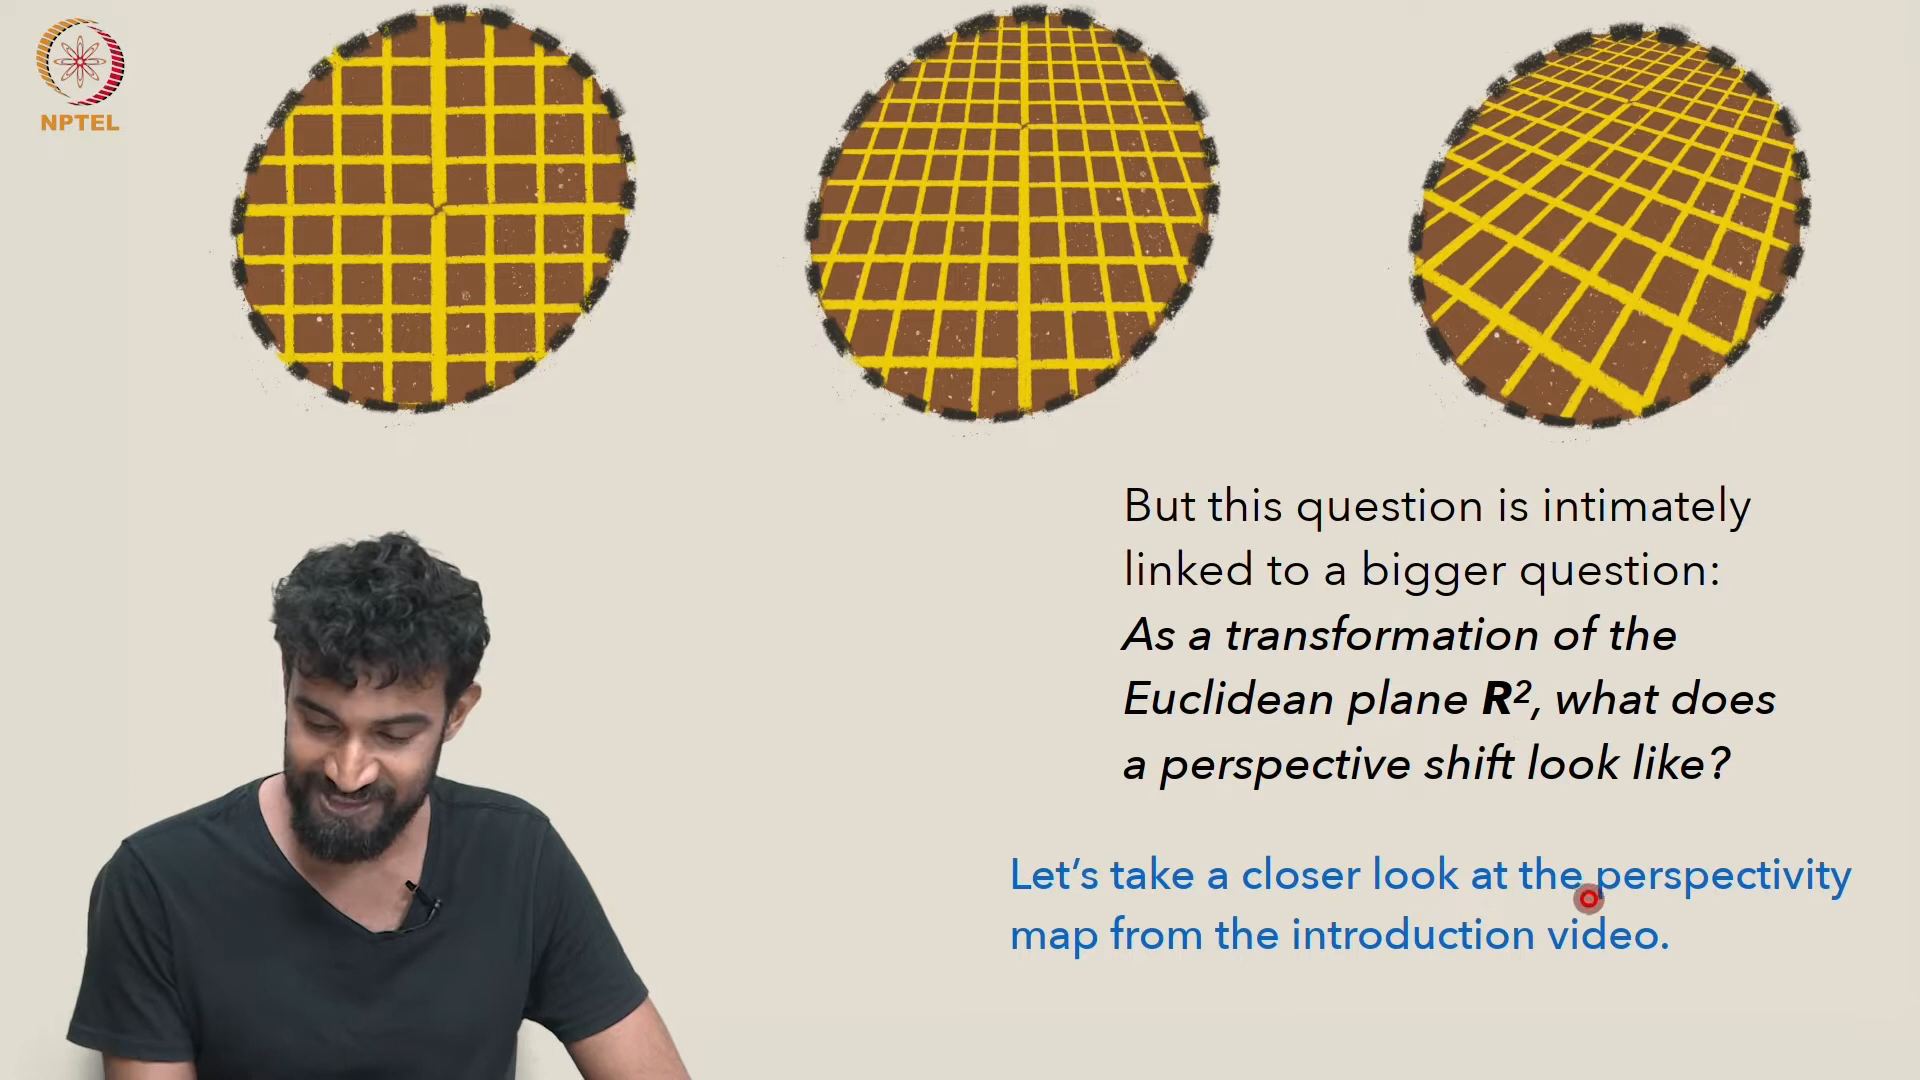 NPTEL
But this question is intimately
linked to a bigger question:
As a transformation of the
Euclidean plane R², what does
a perspective shift look like?
Let's take a closer look at the perspectivity
map from the introduction video.